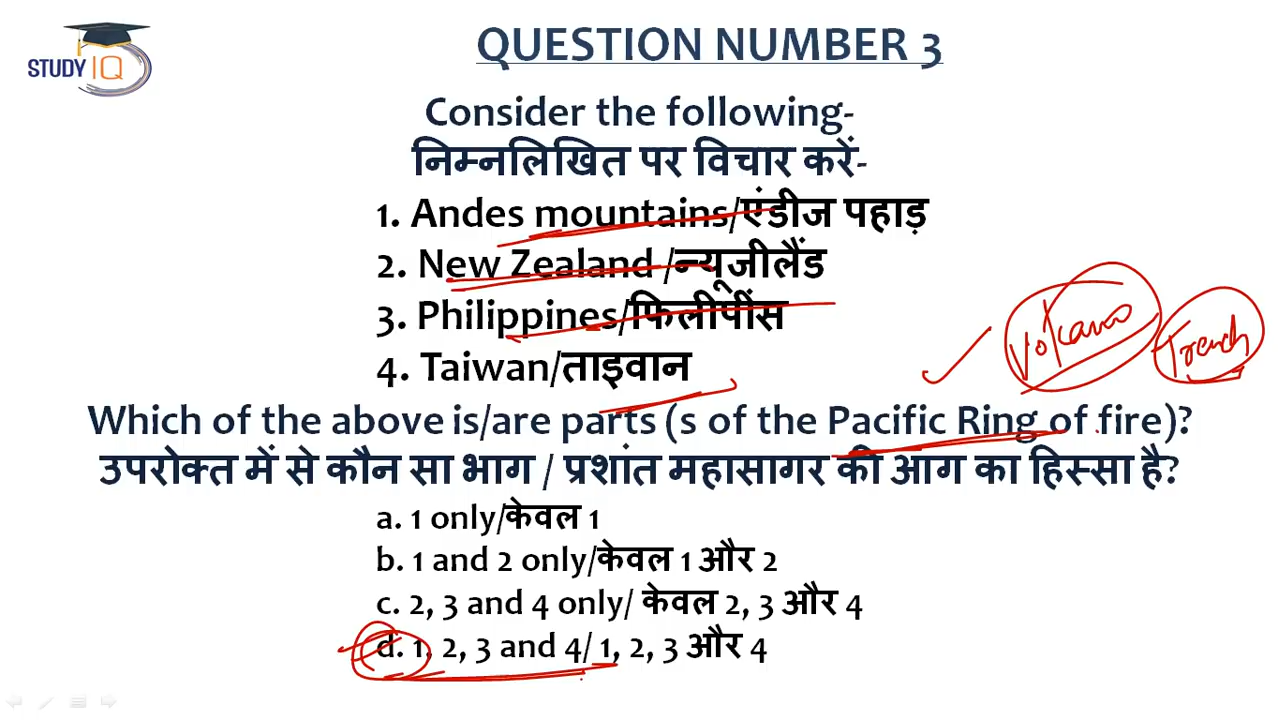 STUDY IQ
QUESTION NUMBER 3
Consider the following-
निम्नलिखित पर विचार करें-
1. Andes mountains/एंडीज पहाड़
2. New Zealand /न्यूजीलैंड
3. Philippines/फिलीपींस
4. Taiwan/ताइवान
Volcano
Trench
Which of the above is/are parts (s of the Pacific Ring of fire)?
उपरोक्त में से कौन सा भाग / प्रशांत महासागर की आग का हिस्सा है?
a. 1 only/केवल 1
b. 1 and 2 only/केवल 1 और 2
c. 2, 3 and 4 only/ केवल 2, 3 और 4
d. 1, 2, 3 and 4/ 1, 2, 3 और 4